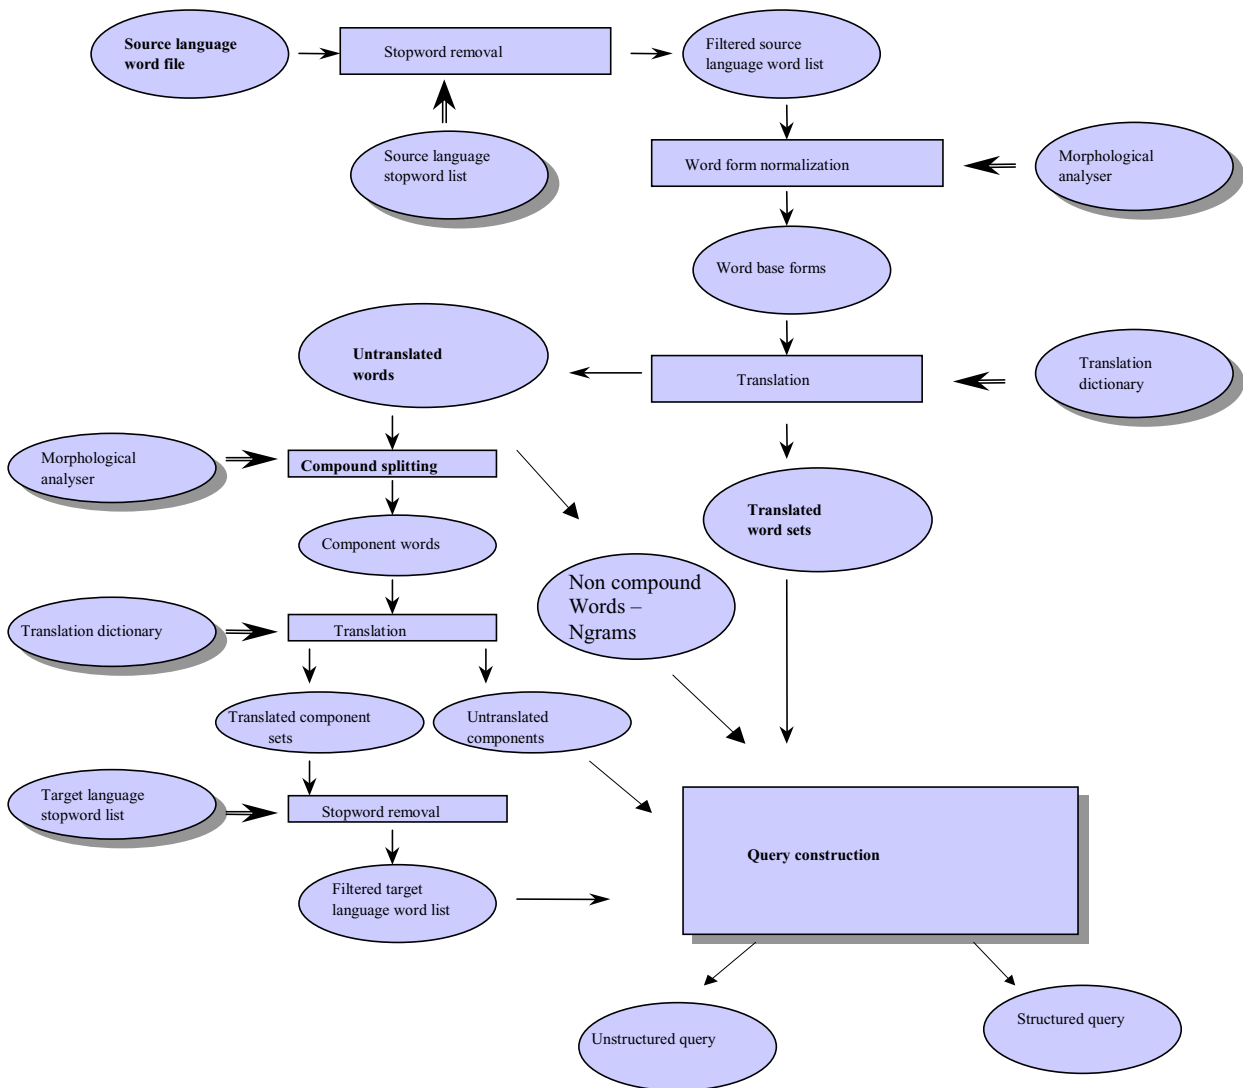 Source language
word file
Stopword removal
Filtered source
language word list
Source language
stopword list
Word form normalization
Morphological
analyser
Word base forms
Untranslated
words
Translation
Translation
dictionary
Morphological
analyser
Compound splitting
Translated
word sets
Component words
Non compound
Words –
Ngrams
Translation dictionary
Translation
Translated component
sets
Untranslated
components
Target language
stopword list
Stopword removal
Query construction
Filtered target
language word list
Unstructured query
Structured query